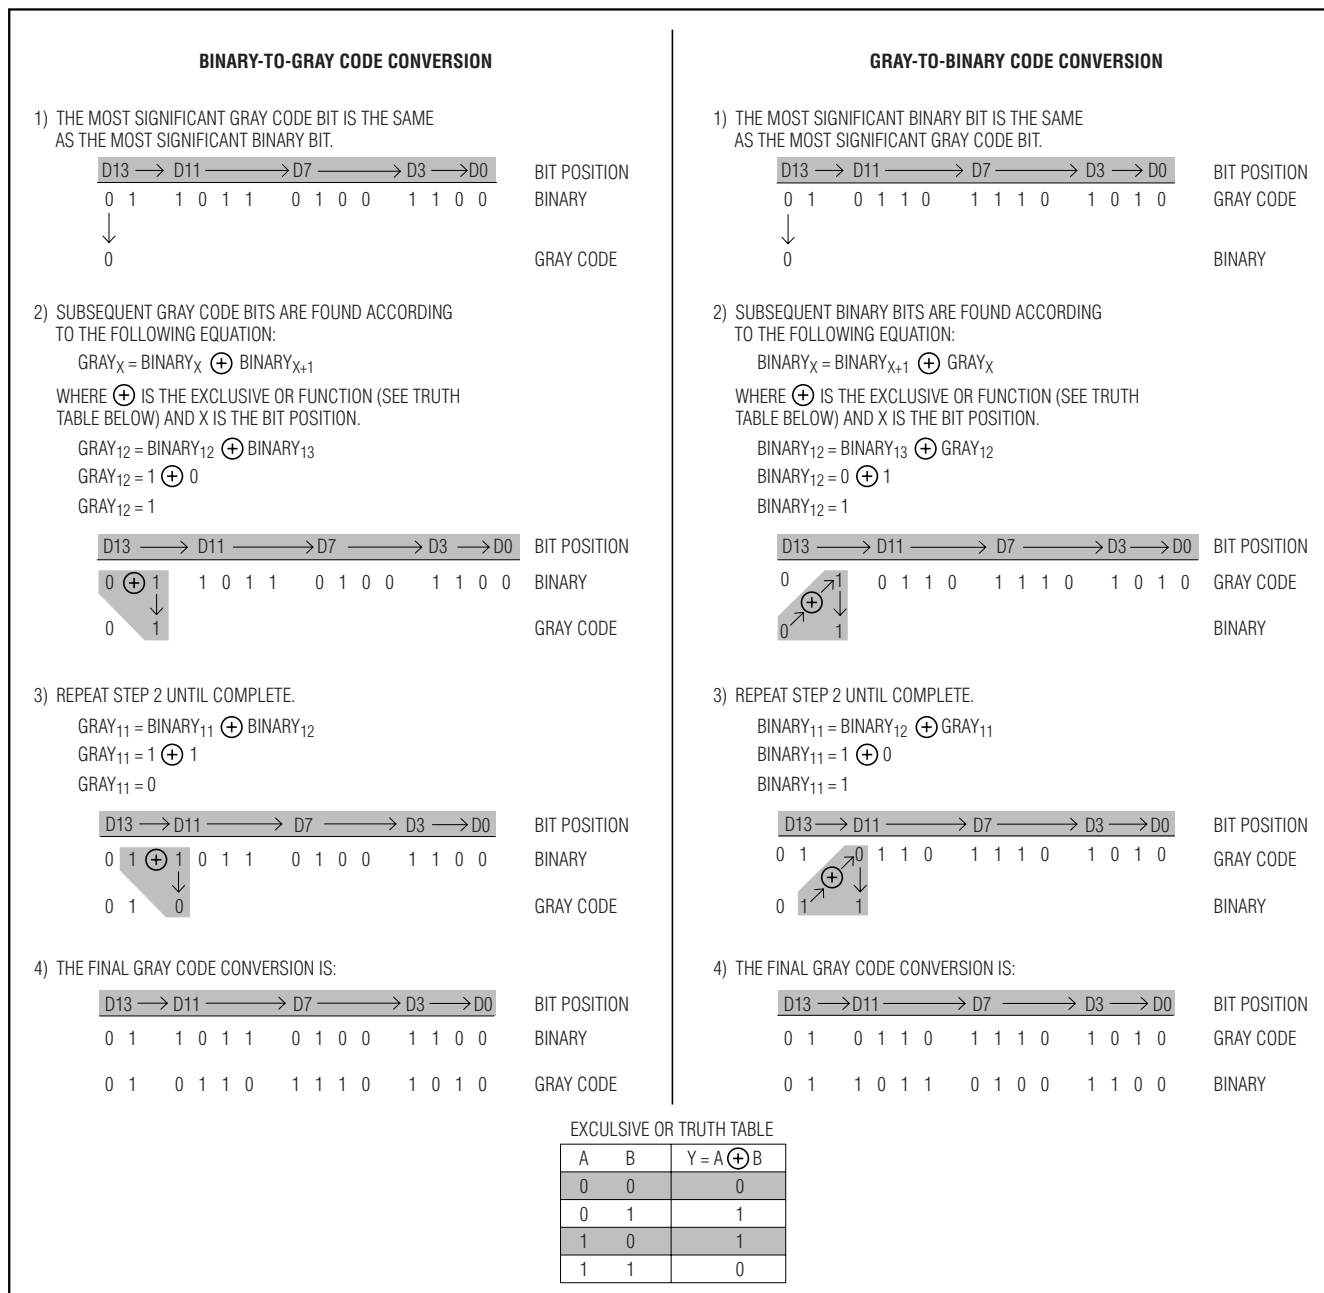 BINARY-TO-GRAY CODE CONVERSION
1) THE MOST SIGNIFICANT GRAY CODE BIT IS THE SAME
AS THE MOST SIGNIFICANT BINARY BIT.
D13 → D11 → D7 → D3 → D0 BIT POSITION
0 1 1 0 1 1 0 1 0 0 1 1 0 0 BINARY
0 GRAY CODE
2) SUBSEQUENT GRAY CODE BITS ARE FOUND ACCORDING
TO THE FOLLOWING EQUATION:
GRAYX = BINARYX ⊕ BINARYX+1
WHERE ⊕ IS THE EXCLUSIVE OR FUNCTION (SEE TRUTH
TABLE BELOW) AND X IS THE BIT POSITION.
GRAY12 = BINARY12 ⊕ BINARY13
GRAY12 = 1 ⊕ 0
GRAY12 = 1
D13 → D11 → D7 → D3 → D0 BIT POSITION
0 ⊕ 1 1 0 1 1 0 1 0 0 1 1 0 0 BINARY
0 1 GRAY CODE
3) REPEAT STEP 2 UNTIL COMPLETE.
GRAY11 = BINARY11 ⊕ BINARY12
GRAY11 = 1 ⊕ 1
GRAY11 = 0
D13 → D11 → D7 → D3 → D0 BIT POSITION
0 1 ⊕ 1 0 1 1 0 1 0 0 1 1 0 0 BINARY
0 1 0 GRAY CODE
4) THE FINAL GRAY CODE CONVERSION IS:
D13 → D11 → D7 → D3 → D0 BIT POSITION
0 1 1 0 1 1 0 1 0 0 1 1 0 0 BINARY
0 1 0 1 1 0 1 1 1 0 1 0 1 0 GRAY CODE
GRAY-TO-BINARY CODE CONVERSION
1) THE MOST SIGNIFICANT BINARY BIT IS THE SAME
AS THE MOST SIGNIFICANT GRAY CODE BIT.
D13 → D11 → D7 → D3 → D0 BIT POSITION
0 1 0 1 1 0 1 1 1 0 1 0 1 0 GRAY CODE
0 BINARY
2) SUBSEQUENT BINARY BITS ARE FOUND ACCORDING
TO THE FOLLOWING EQUATION:
BINARYX = BINARYX+1 ⊕ GRAYX
WHERE ⊕ IS THE EXCLUSIVE OR FUNCTION (SEE TRUTH
TABLE BELOW) AND X IS THE BIT POSITION.
BINARY12 = BINARY13 ⊕ GRAY12
BINARY12 = 0 ⊕ 1
BINARY12 = 1
D13 → D11 → D7 → D3 → D0 BIT POSITION
0 1 0 1 1 0 1 1 1 0 1 0 1 0 GRAY CODE
⊕
0 1 BINARY
3) REPEAT STEP 2 UNTIL COMPLETE.
BINARY11 = BINARY12 ⊕ GRAY11
BINARY11 = 1 ⊕ 0
BINARY11 = 1
D13 → D11 → D7 → D3 → D0 BIT POSITION
0 1 0 1 1 0 1 1 1 0 1 0 1 0 GRAY CODE
⊕
0 1 1 BINARY
4) THE FINAL GRAY CODE CONVERSION IS:
D13 → D11 → D7 → D3 → D0 BIT POSITION
0 1 0 1 1 0 1 1 1 0 1 0 1 0 GRAY CODE
0 1 1 0 1 1 0 1 0 0 1 1 0 0 BINARY
EXCULSIVE OR TRUTH TABLE
A B Y = A ⊕ B
0 0 0
0 1 1
1 0 1
1 1 0